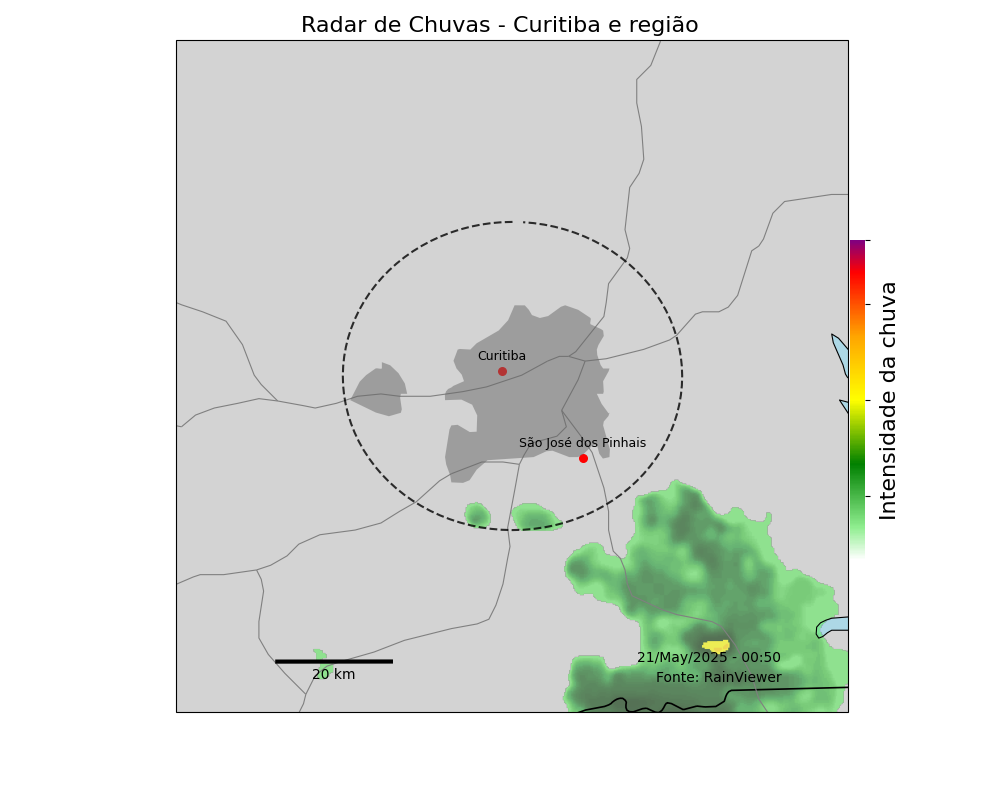 Radar de Chuvas - Curitiba e região
Curitiba
São José dos Pinhais
Intensidade da chuva
21/May/2025 - 00:50
20 km
Fonte: RainViewer